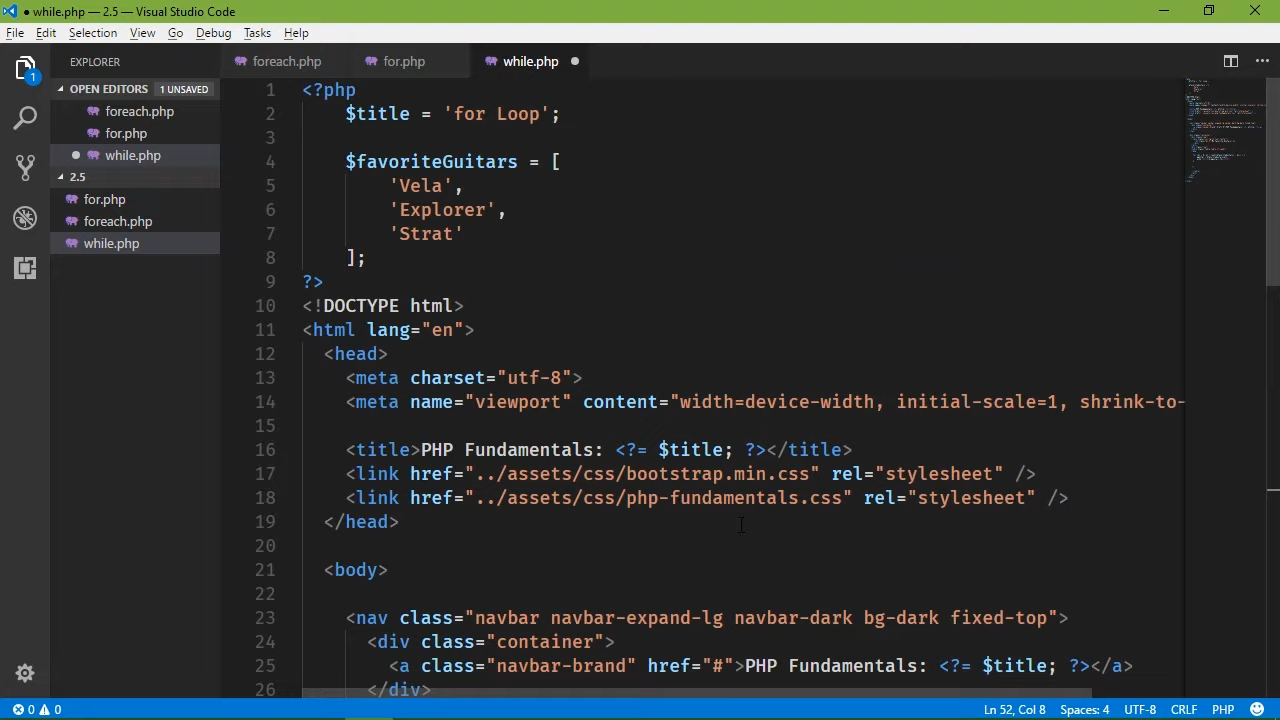 ● while.php — 2.5 — Visual Studio Code
File Edit Selection View Go Debug Tasks Help
EXPLORER
OPEN EDITORS 1 UNSAVED
foreach.php
for.php
while.php
2.5
for.php
foreach.php
while.php
1
foreach.php for.php while.php
1 <?php
2 $title = 'for Loop';
3
4 $favoriteGuitars = [
5 'Vela',
6 'Explorer',
7 'Strat'
8 ];
9 ?>
10 <!DOCTYPE html>
11 <html lang="en">
12 <head>
13 <meta charset="utf-8">
14 <meta name="viewport" content="width=device-width, initial-scale=1, shrink-to-
15
16 <title>PHP Fundamentals: <?= $title; ?></title>
17 <link href="../assets/css/bootstrap.min.css" rel="stylesheet" />
18 <link href="../assets/css/php-fundamentals.css" rel="stylesheet" />
19 </head>
20
21 <body>
22
23 <nav class="navbar navbar-expand-lg navbar-dark bg-dark fixed-top">
24 <div class="container">
25 <a class="navbar-brand" href="#">PHP Fundamentals: <?= $title; ?></a>
26 </div>
0 0 Ln 52, Col 8 Spaces: 4 UTF-8 CRLF PHP